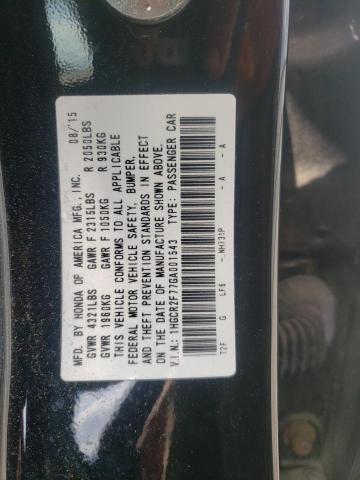 MFD. BY HONDA OF AMERICA MFG., INC. 08/'15
GVWR 4321LBS GAWR F 2315LBS R 2050LBS
GVWR 1960KG GAWR F 1050KG R 930KG
THIS VEHICLE CONFORMS TO ALL APPLICABLE
FEDERAL MOTOR VEHICLE SAFETY, BUMPER,
AND THEFT PREVENTION STANDARDS IN EFFECT
ON THE DATE OF MANUFACTURE SHOWN ABOVE.
V.I.N.: 1HGCR2F77GA001543 TYPE: PASSENGER CAR
T2F G LF6 -.NH731P - A - A